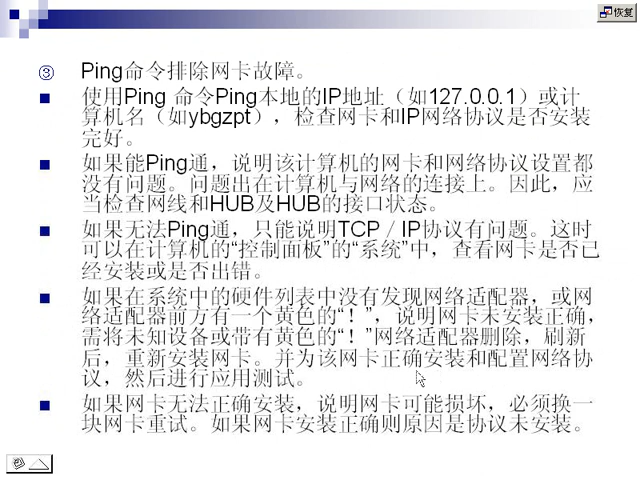 恢复
③ Ping命令排除网卡故障。
使用Ping 命令Ping本地的IP地址（如127.0.0.1）或计
算机名（如ybgzpt），检查网卡和IP网络协议是否安装
完好。
如果能Ping通，说明该计算机的网卡和网络协议设置都
没有问题。问题出在计算机与网络的连接上。因此，应
当检查网线和HUB及HUB的接口状态。
如果无法Ping通，只能说明TCP／IP协议有问题。这时
可以在计算机的“控制面板”的“系统”中，查看网卡是否已
经安装或是否出错。
如果在系统中的硬件列表中没有发现网络适配器，或网
络适配器前方有一个黄色的“！”，说明网卡未安装正确，
需将未知设备或带有黄色的“！”网络适配器删除，刷新
后，重新安装网卡。并为该网卡正确安装和配置网络协
议，然后进行应用测试。
如果网卡无法正确安装，说明网卡可能损坏，必须换一
块网卡重试。如果网卡安装正确则原因是协议未安装。